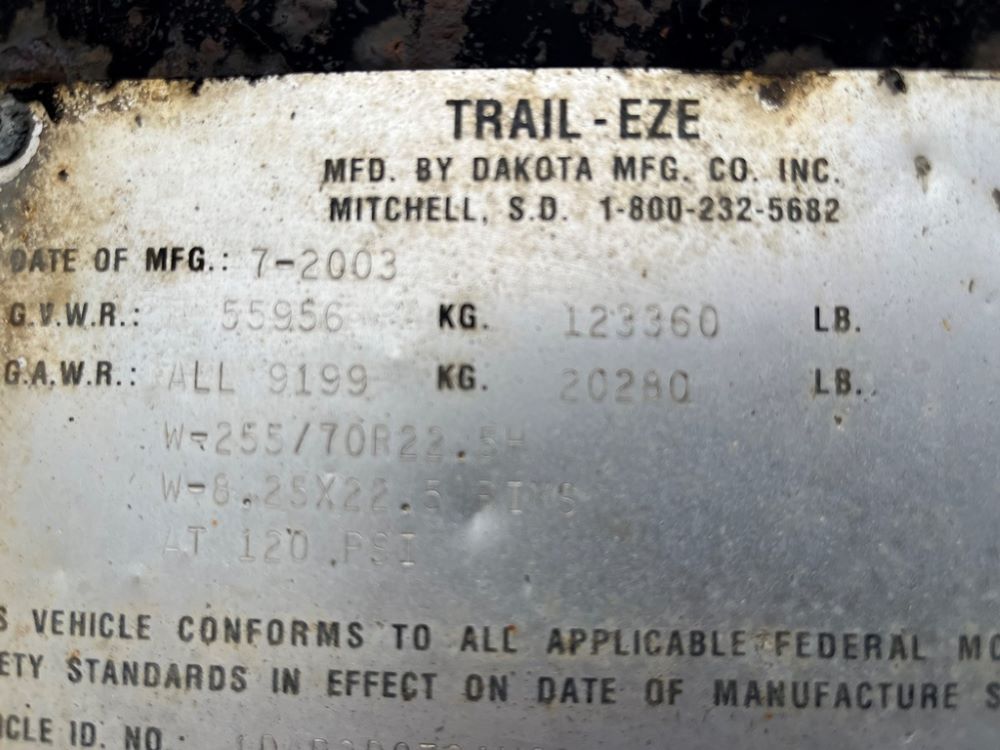 TRAIL-EZE
MFD. BY DAKOTA MFG. CO. INC.
MITCHELL, S.D. 1-800-232-5682
DATE OF MFG.: 7-2003
G.V.W.R.: 55956 KG. 123360 LB.
G.A.W.R.: ALL 9199 KG. 20280 LB.
W-255/70R22.5H
W-8.25X22.5 RIMS
AT 120 PSI
S VEHICLE CONFORMS TO ALL APPLICABLE FEDERAL MO
ETY STANDARDS IN EFFECT ON DATE OF MANUFACTURE S
ICLE ID. NO.: